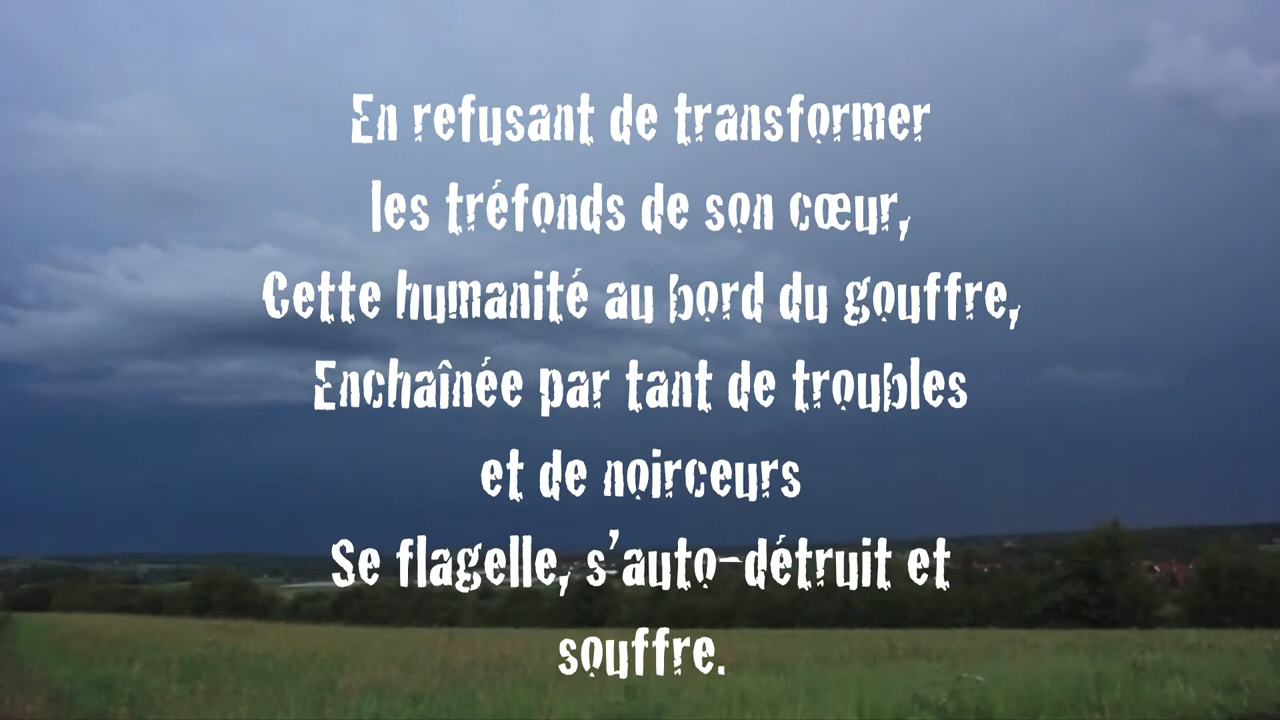 En refusant de transformer
les tréfonds de son cœur,
Cette humanité au bord du gouffre,
Enchaînée par tant de troubles
et de noirceurs
Se flagelle, s'auto-détruit et
souffre.